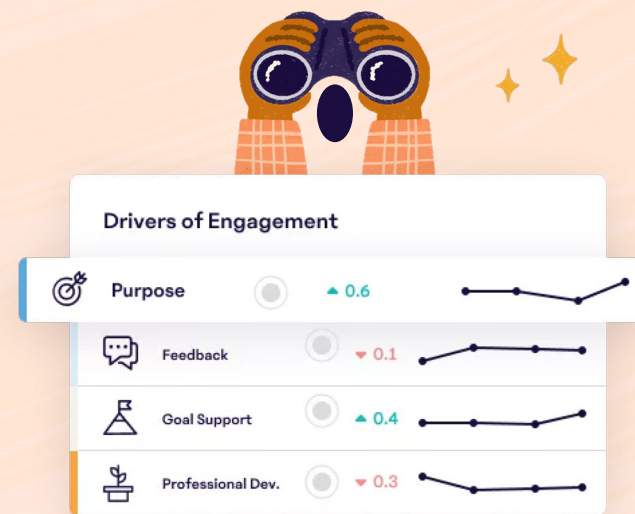 Drivers of Engagement
Purpose 0.6
Feedback 0.1
Goal Support 0.4
Professional Dev. 0.3